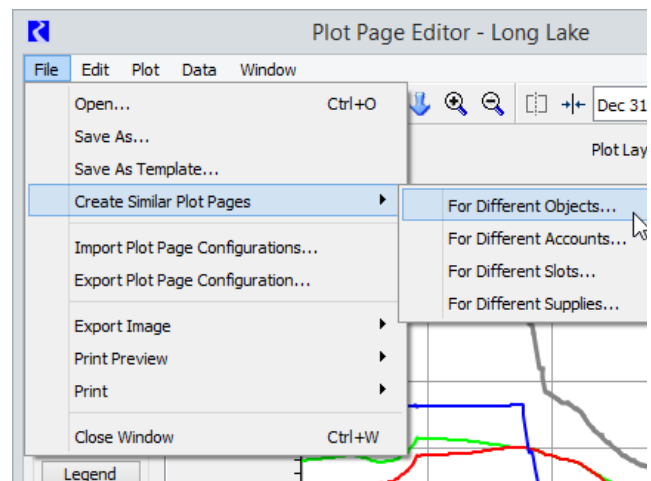 Plot Page Editor - Long Lake
File Edit Plot Data Window
Open... Ctrl+O
Dec 31
Save As...
Plot Lay
Save As Template...
Create Similar Plot Pages
For Different Objects...
For Different Accounts...
Import Plot Page Configurations...
For Different Slots...
Export Plot Page Configuration...
For Different Supplies...
Export Image
Print Preview
Print
Close Window Ctrl+W
Legend